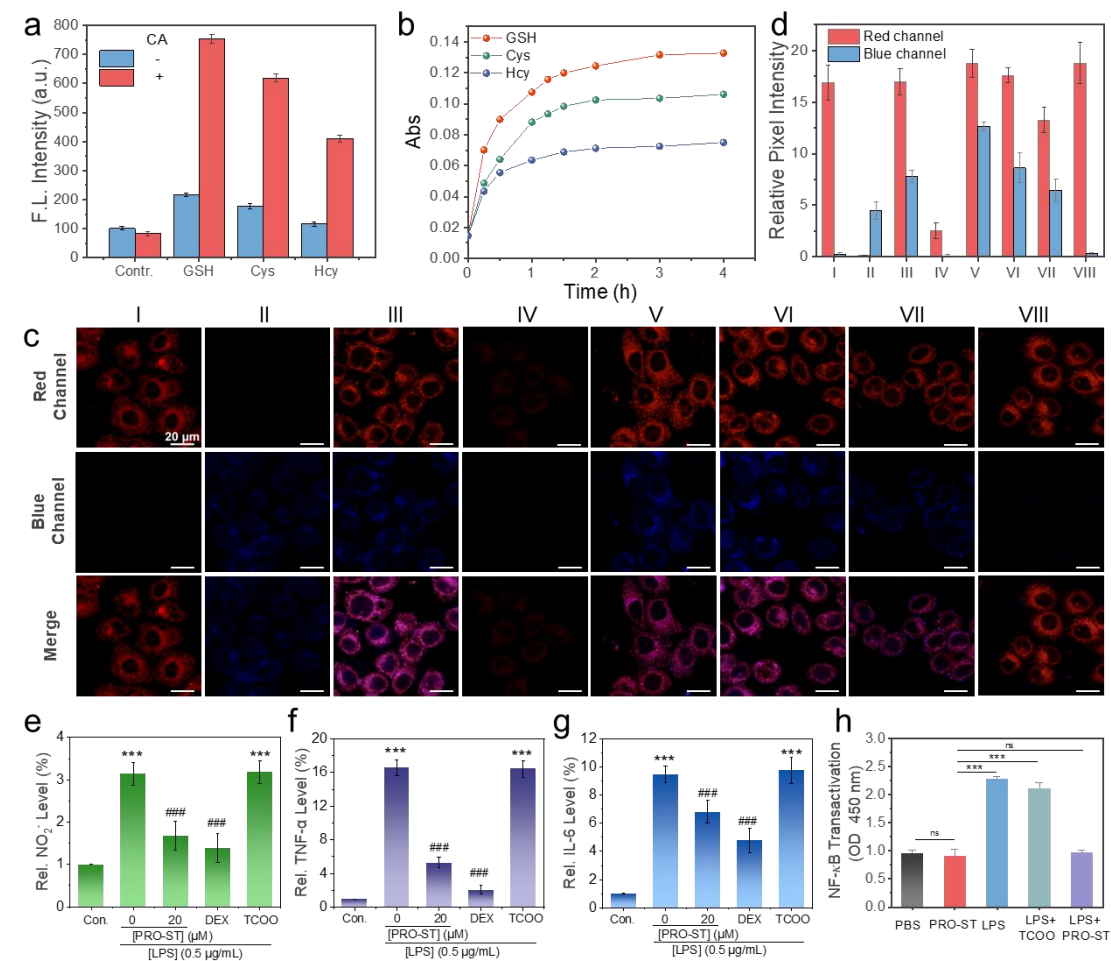 a
F.L. Intensity (a.u.)
800
700
600
500
400
300
200
100
0
CA
-
+
Contr.
GSH
Cys
Hcy
b
Abs
0.14
0.12
0.10
0.08
0.06
0.04
0.02
0.00
GSH
Cys
Hcy
0
1
2
3
4
Time (h)
d
Relative Pixel Intensity
20
15
10
5
0
Red channel
Blue channel
I
II
III
IV
V
VI
VII
VIII
c
I
II
III
IV
V
VI
VII
VIII
Red
Channel
20 μm
Blue
Channel
Merge
e
Rel. NO₂⁻ Level (%)
4
3
2
1
0
***
###
###
***
Con.
0
20
DEX
TCOO
[PRO-ST] (μM)
[LPS] (0.5 μg/mL)
f
Rel. TNF-α Level (%)
20
16
12
8
4
0
***
###
###
***
Con.
0
20
DEX
TCOO
[PRO-ST] (μM)
[LPS] (0.5 μg/mL)
g
Rel. IL-6 Level (%)
12
10
8
6
4
2
0
***
###
###
***
Con.
0
20
DEX
TCOO
[PRO-ST] (μM)
[LPS] (0.5 μg/mL)
h
NF-κB Transactivation
(OD 450 nm)
3.0
2.5
2.0
1.5
1.0
0.5
0.0
ns
***
***
ns
PBS
PRO-ST
LPS
LPS+
TCOO
LPS+
PRO-ST